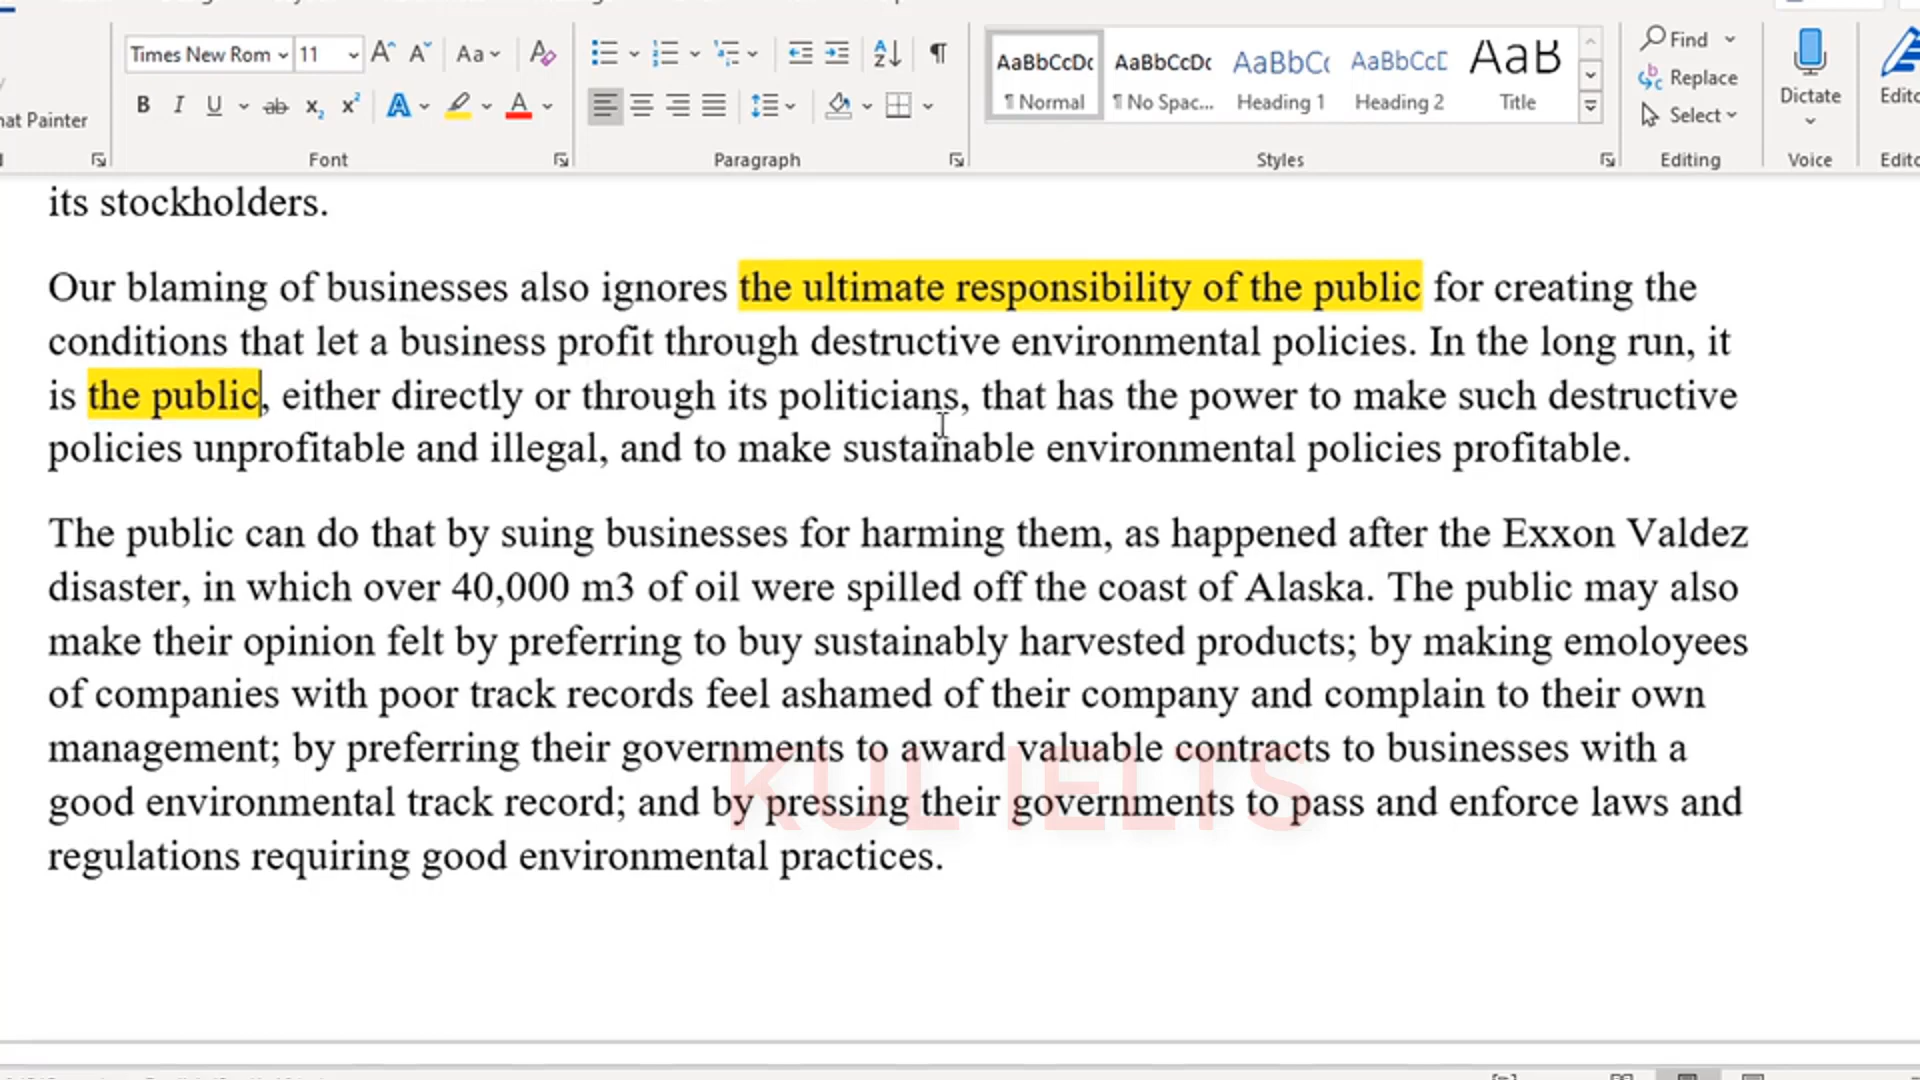 Times New Rom
11
Aa
Find
AaBbCcDc
AaBbCcDc
AaBbCc
AaBbCcD
AaB
Replace
Dictate
Normal
No Spac...
Heading 1
Heading 2
Title
Select
Font
Paragraph
Styles
Editing
Voice
its stockholders.
Our blaming of businesses also ignores the ultimate responsibility of the public for creating the
conditions that let a business profit through destructive environmental policies. In the long run, it
is the public, either directly or through its politicians, that has the power to make such destructive
policies unprofitable and illegal, and to make sustainable environmental policies profitable.
The public can do that by suing businesses for harming them, as happened after the Exxon Valdez
disaster, in which over 40,000 m3 of oil were spilled off the coast of Alaska. The public may also
make their opinion felt by preferring to buy sustainably harvested products; by making emoloyees
of companies with poor track records feel ashamed of their company and complain to their own
management; by preferring their governments to award valuable contracts to businesses with a
good environmental track record; and by pressing their governments to pass and enforce laws and
regulations requiring good environmental practices.
KUL IELTS